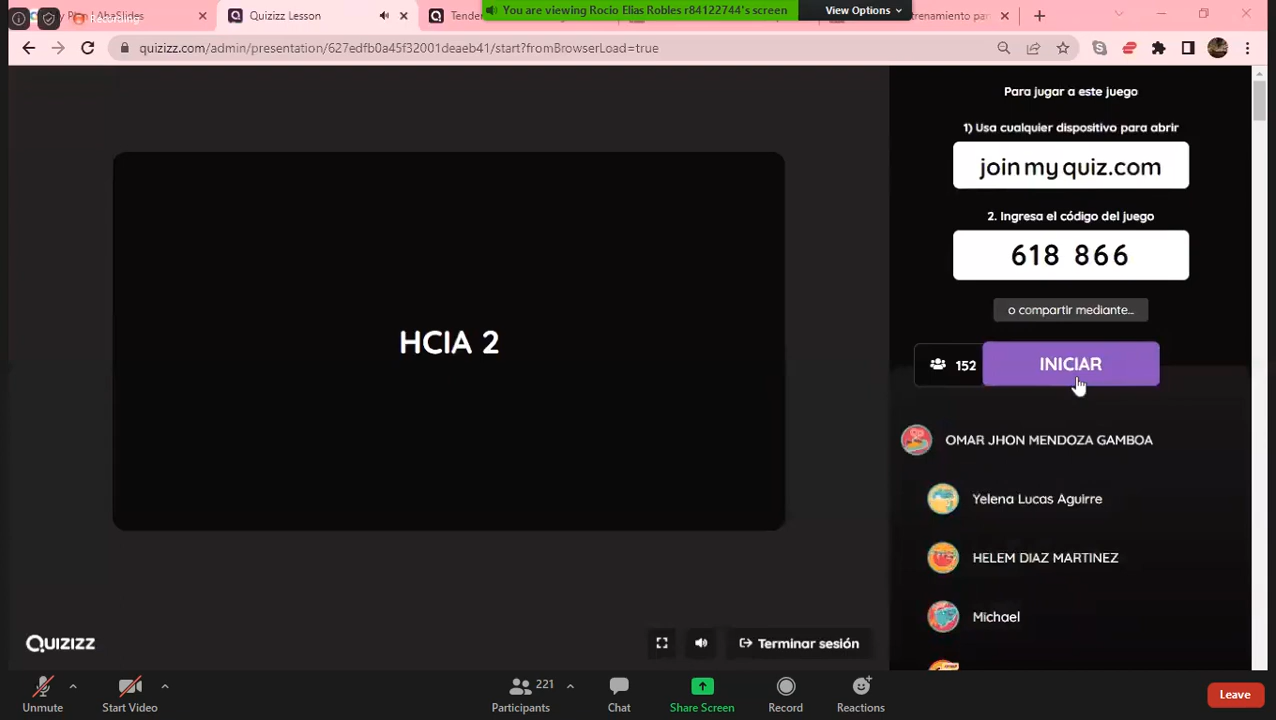 Recording
AhaSlides
Quizizz Lesson
You are viewing Rocio Elias Robles r84122744's screen
View Options
quizizz.com/admin/presentation/627edfb0a45f32001deaeb41/start?fromBrowserLoad=true
Para jugar a este juego
1) Usa cualquier dispositivo para abrir
joinmyquiz.com
2. Ingresa el código del juego
618 866
o compartir mediante...
152
INICIAR
HCIA 2
OMAR JHON MENDOZA GAMBOA
Yelena Lucas Aguirre
HELEM DIAZ MARTINEZ
Michael
Quizizz
Terminar sesión
Unmute
Start Video
221
Participants
Chat
Share Screen
Record
Reactions
Leave